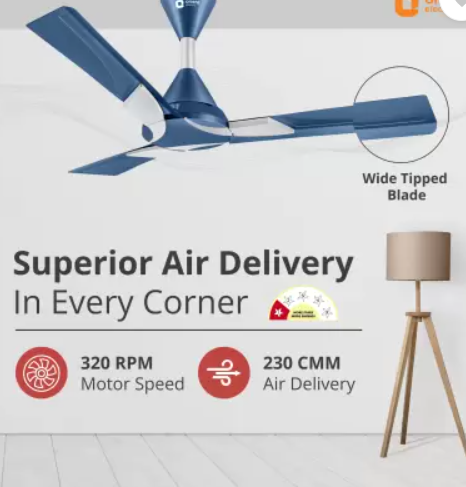 Wide Tipped
Blade
Superior Air Delivery
In Every Corner
320 RPM
Motor Speed
230 CMM
Air Delivery